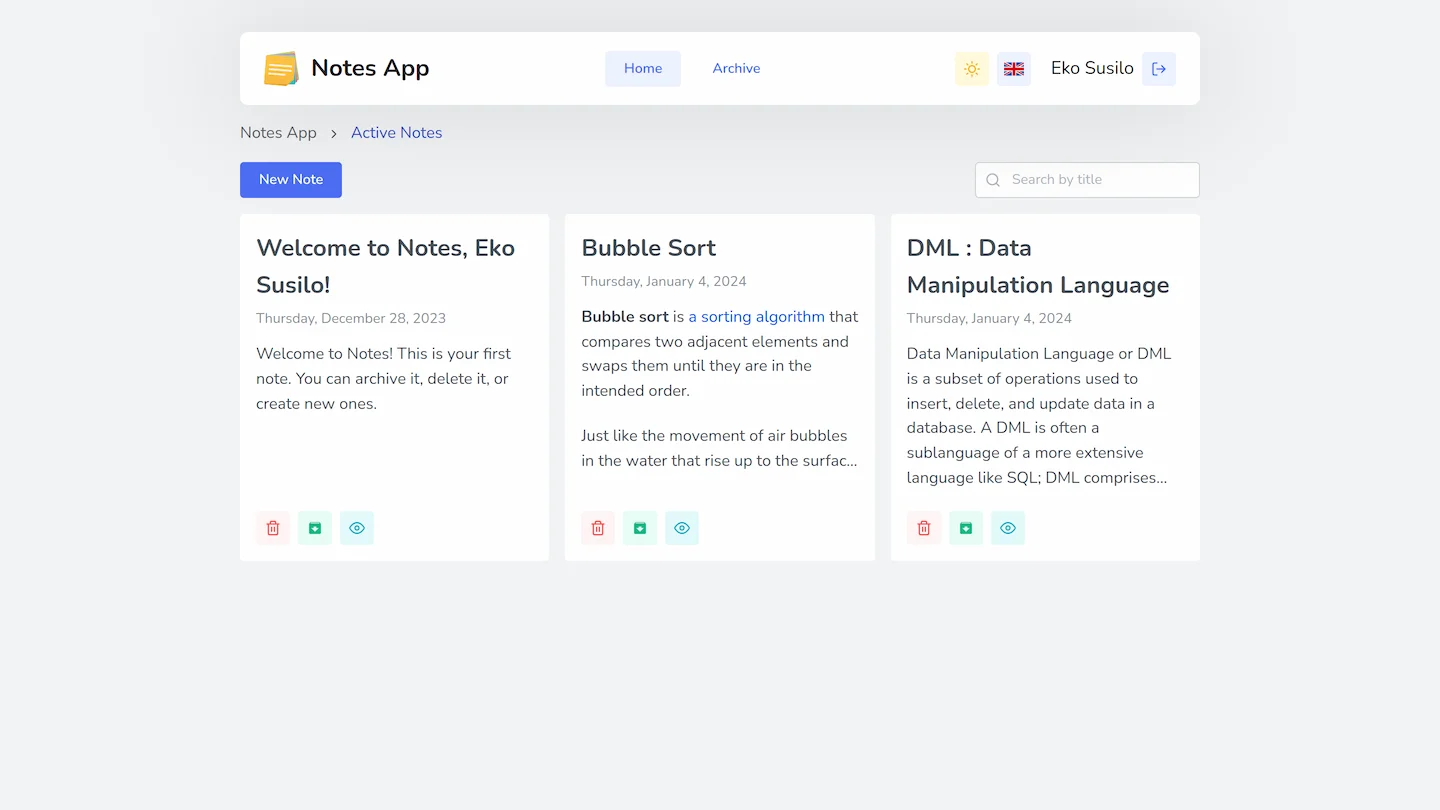 Notes App
Home
Archive
Eko Susilo
Notes App > Active Notes
New Note
Search by title
Welcome to Notes, Eko
Susilo!
Thursday, December 28, 2023
Welcome to Notes! This is your first
note. You can archive it, delete it, or
create new ones.
Bubble Sort
Thursday, January 4, 2024
Bubble sort is a sorting algorithm that
compares two adjacent elements and
swaps them until they are in the
intended order.
Just like the movement of air bubbles
in the water that rise up to the surfac...
DML : Data
Manipulation Language
Thursday, January 4, 2024
Data Manipulation Language or DML
is a subset of operations used to
insert, delete, and update data in a
database. A DML is often a
sublanguage of a more extensive
language like SQL; DML comprises...